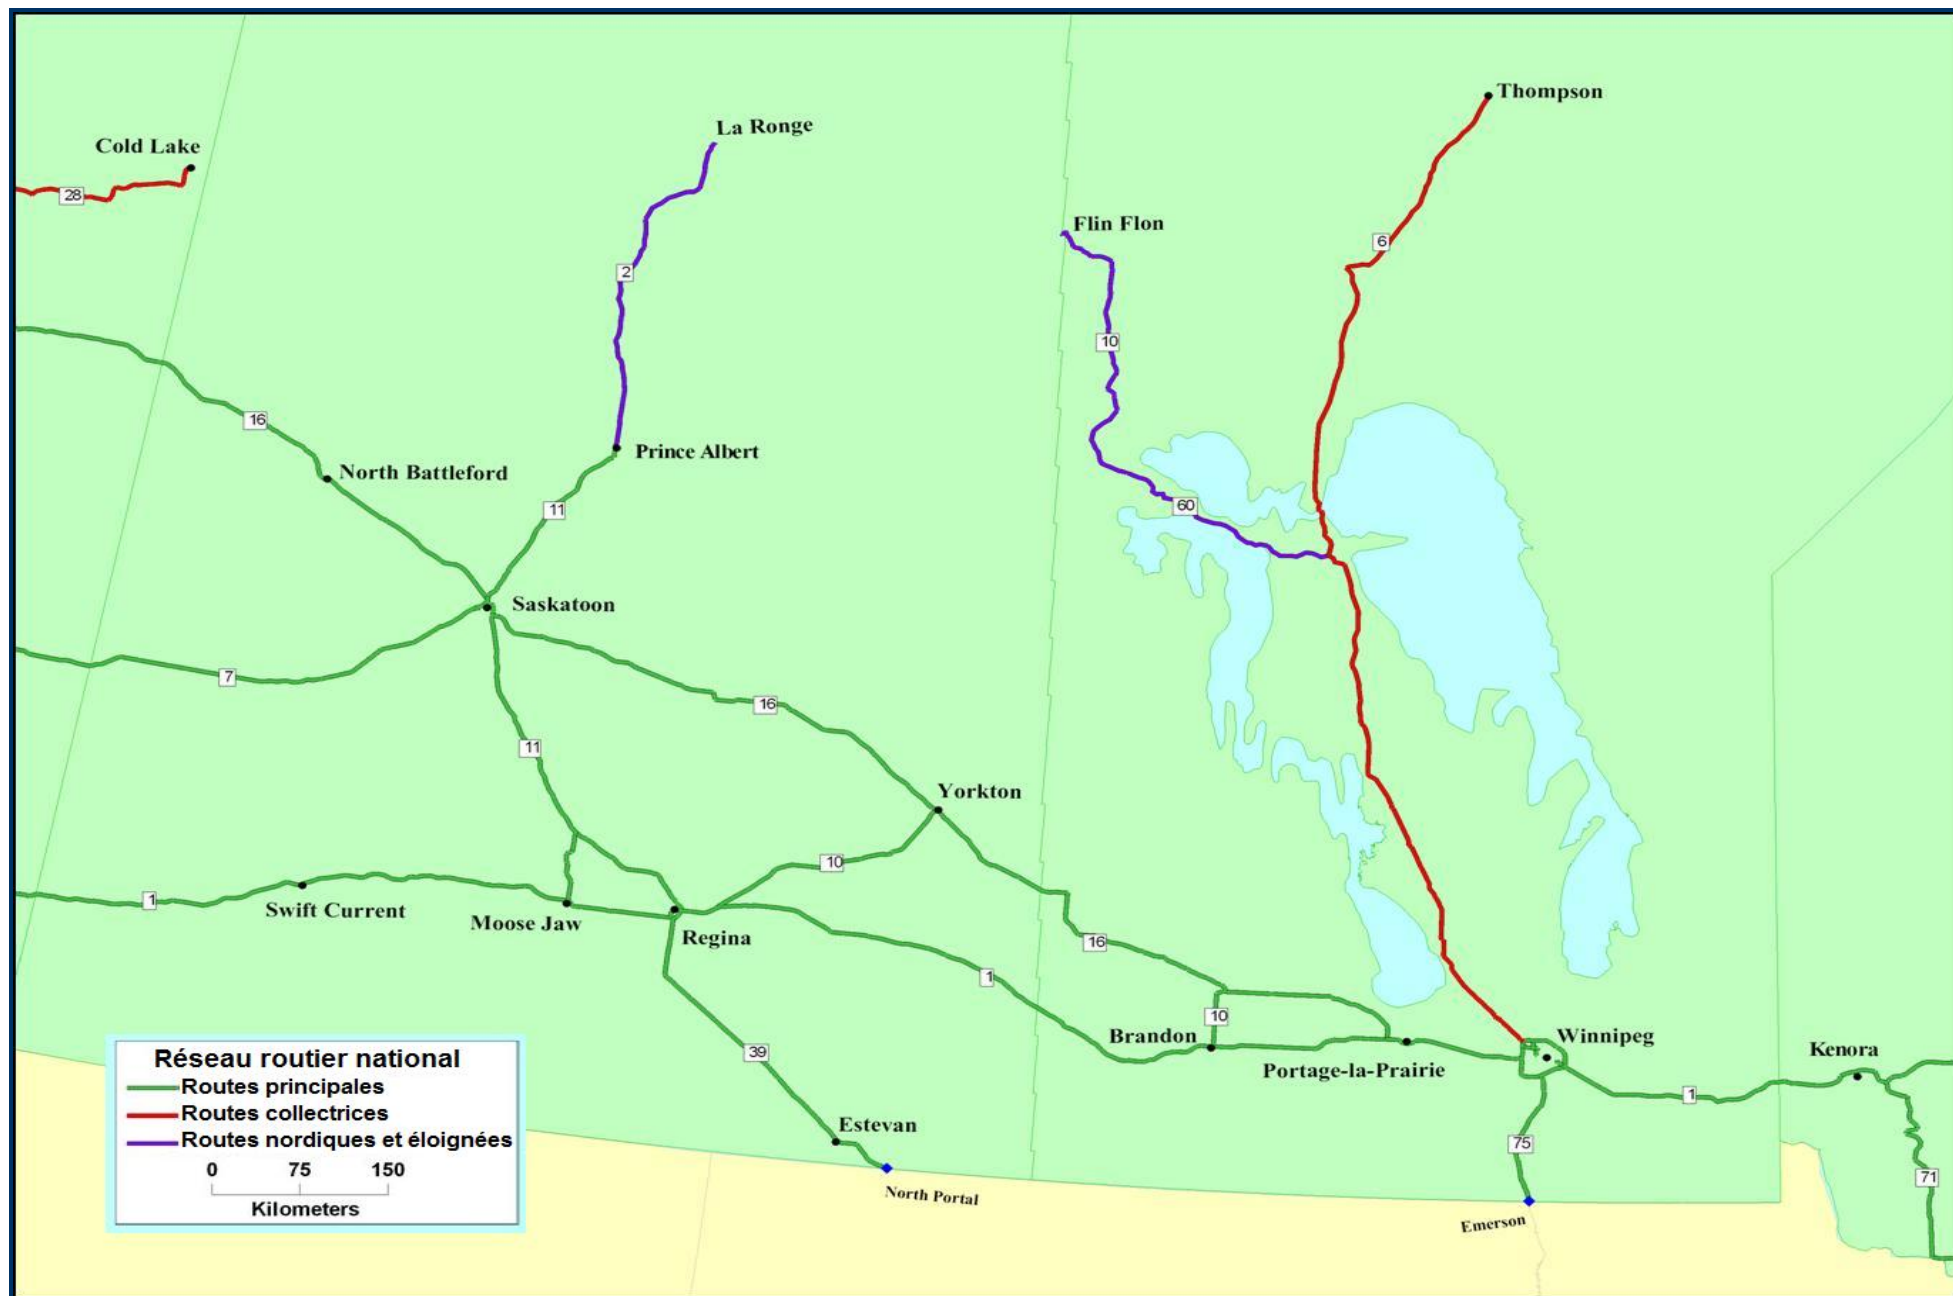 Thompson
La Ronge
Cold Lake
28
Flin Flon
6
2
10
16
Prince Albert
North Battleford
60
11
Saskatoon
7
16
11
Yorkton
10
1
Swift Current
Moose Jaw
Regina
16
1
10
Brandon
Winnipeg
Portage-la-Prairie
Kenora
39
1
Estevan
75
71
North Portal
Emerson
Réseau routier national
Routes principales
Routes collectrices
Routes nordiques et éloignées
0 75 150
Kilometers